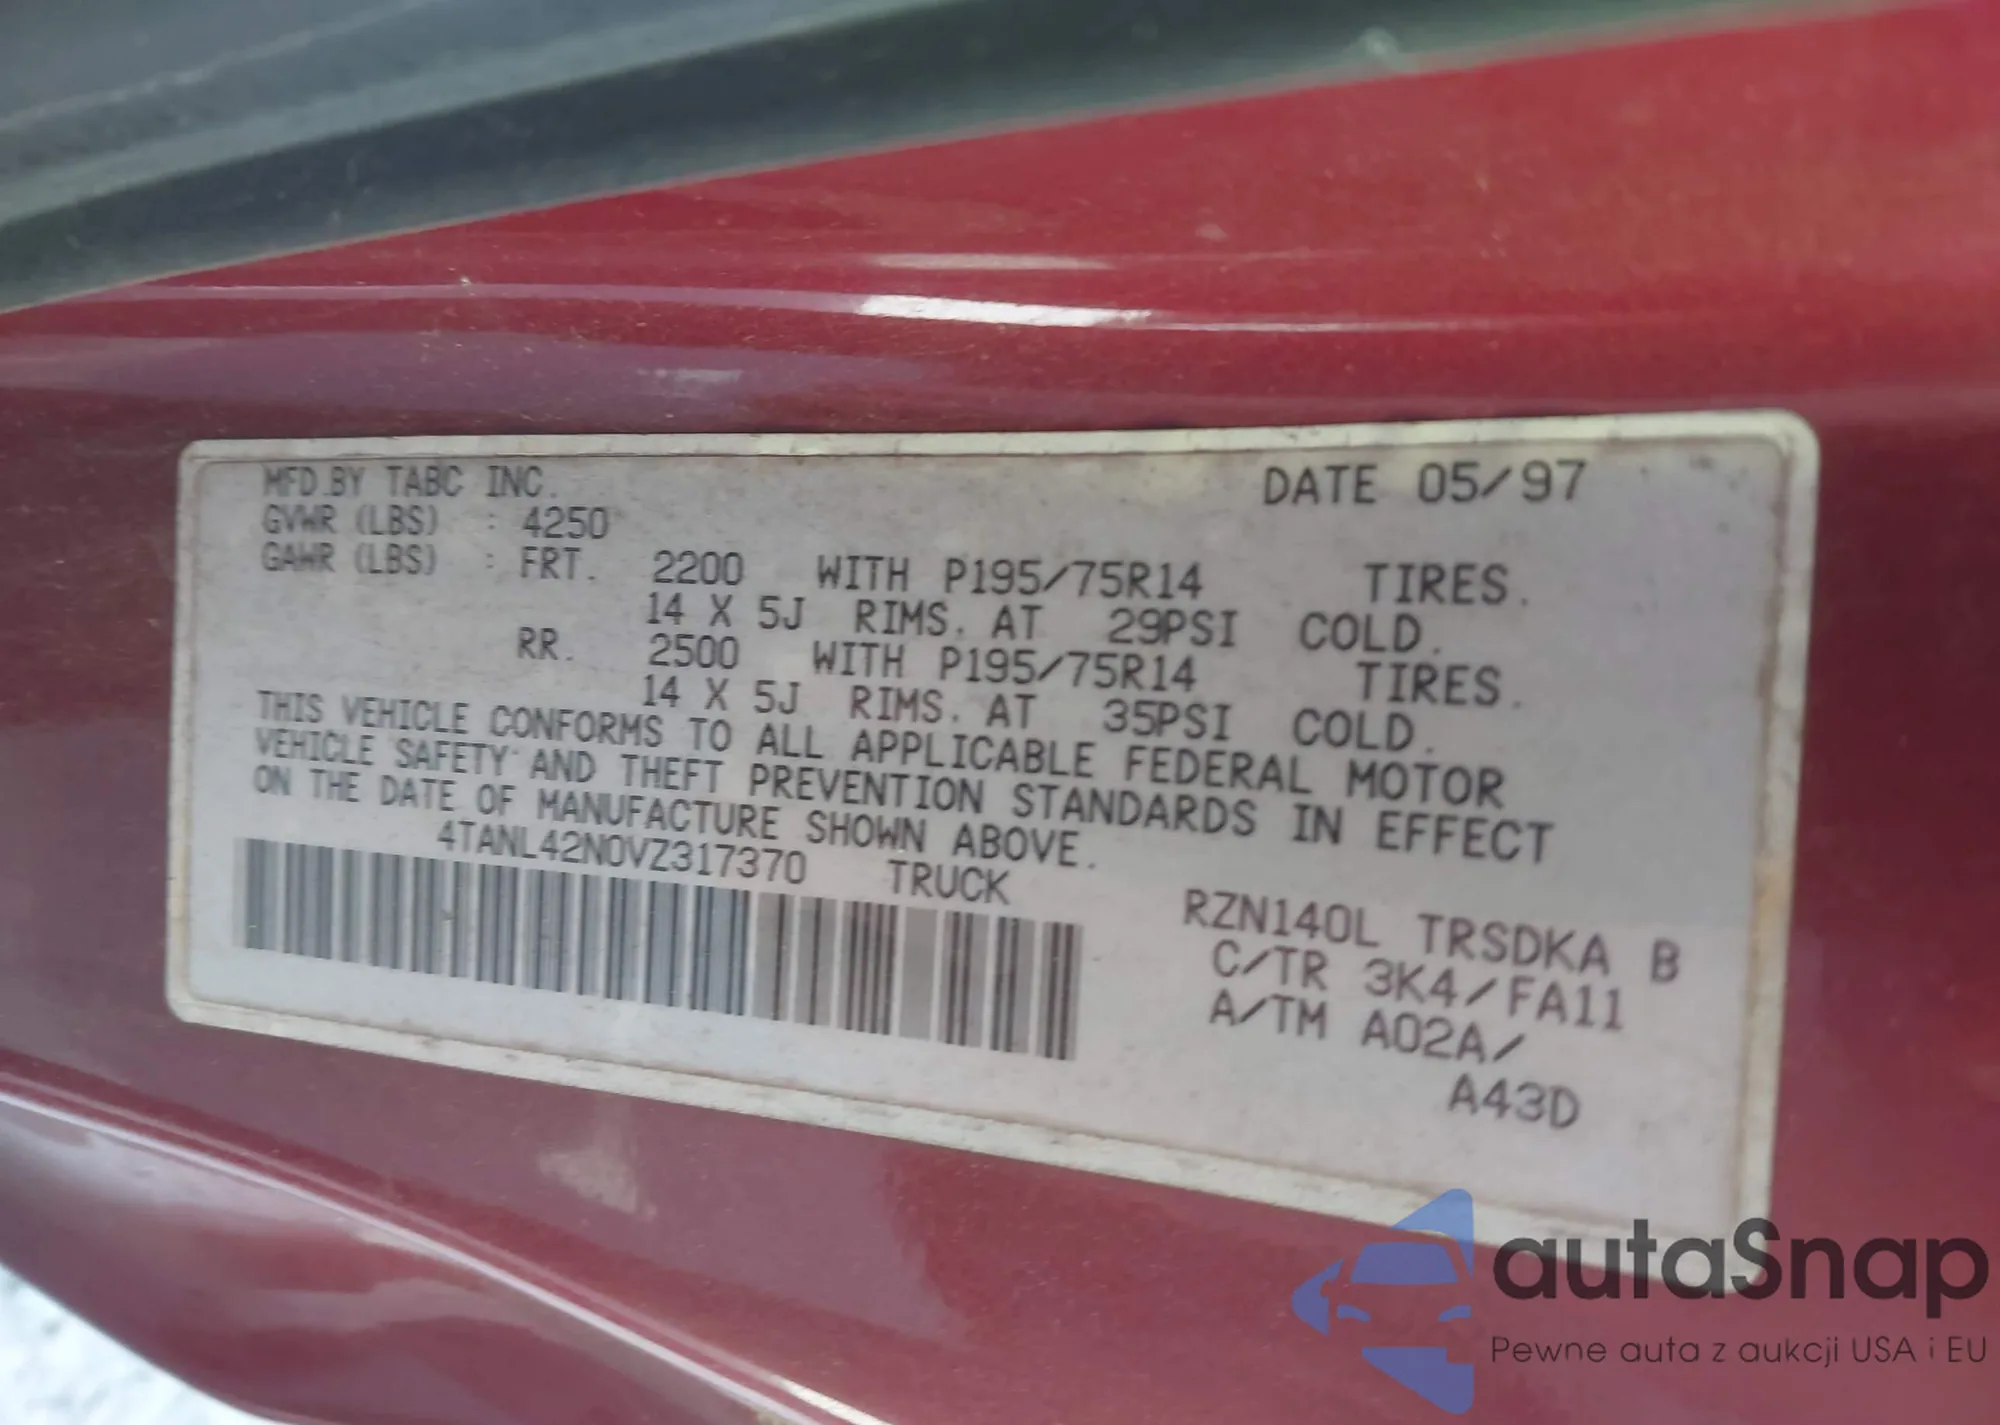 MFD.BY TABC INC. DATE 05/97
GVWR (LBS) : 4250
GAWR (LBS) : FRT. 2200 WITH P195/75R14 TIRES.
14 X 5J RIMS. AT 29PSI COLD.
RR. 2500 WITH P195/75R14 TIRES.
14 X 5J RIMS. AT 35PSI COLD.
THIS VEHICLE CONFORMS TO ALL APPLICABLE FEDERAL MOTOR
VEHICLE SAFETY AND THEFT PREVENTION STANDARDS IN EFFECT
ON THE DATE OF MANUFACTURE SHOWN ABOVE.
4TANL42N0VZ317370 TRUCK
RZN140L TRSDKA B
C/TR 3K4/FA11
A/TM A02A/
A43D
autaSnap
Pewne auta z aukcji USA i EU